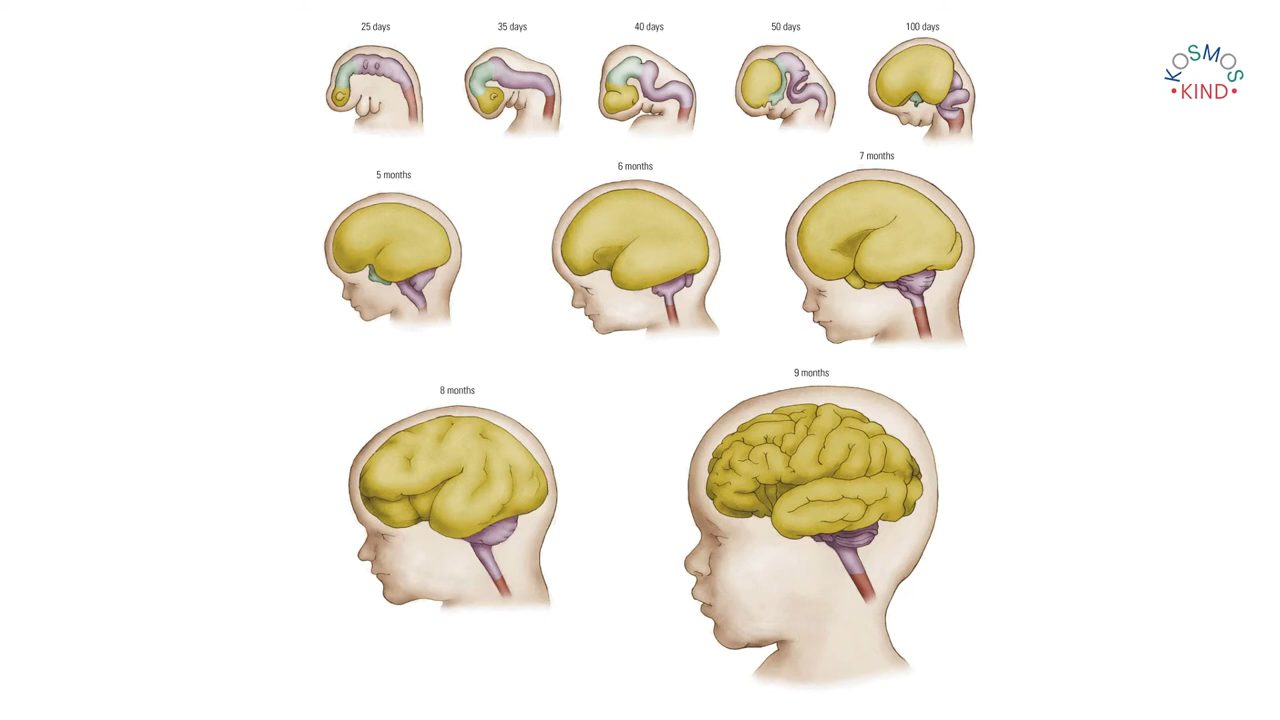 25 days
35 days
40 days
50 days
100 days
KOSMOS
•KIND•
5 months
6 months
7 months
8 months
9 months